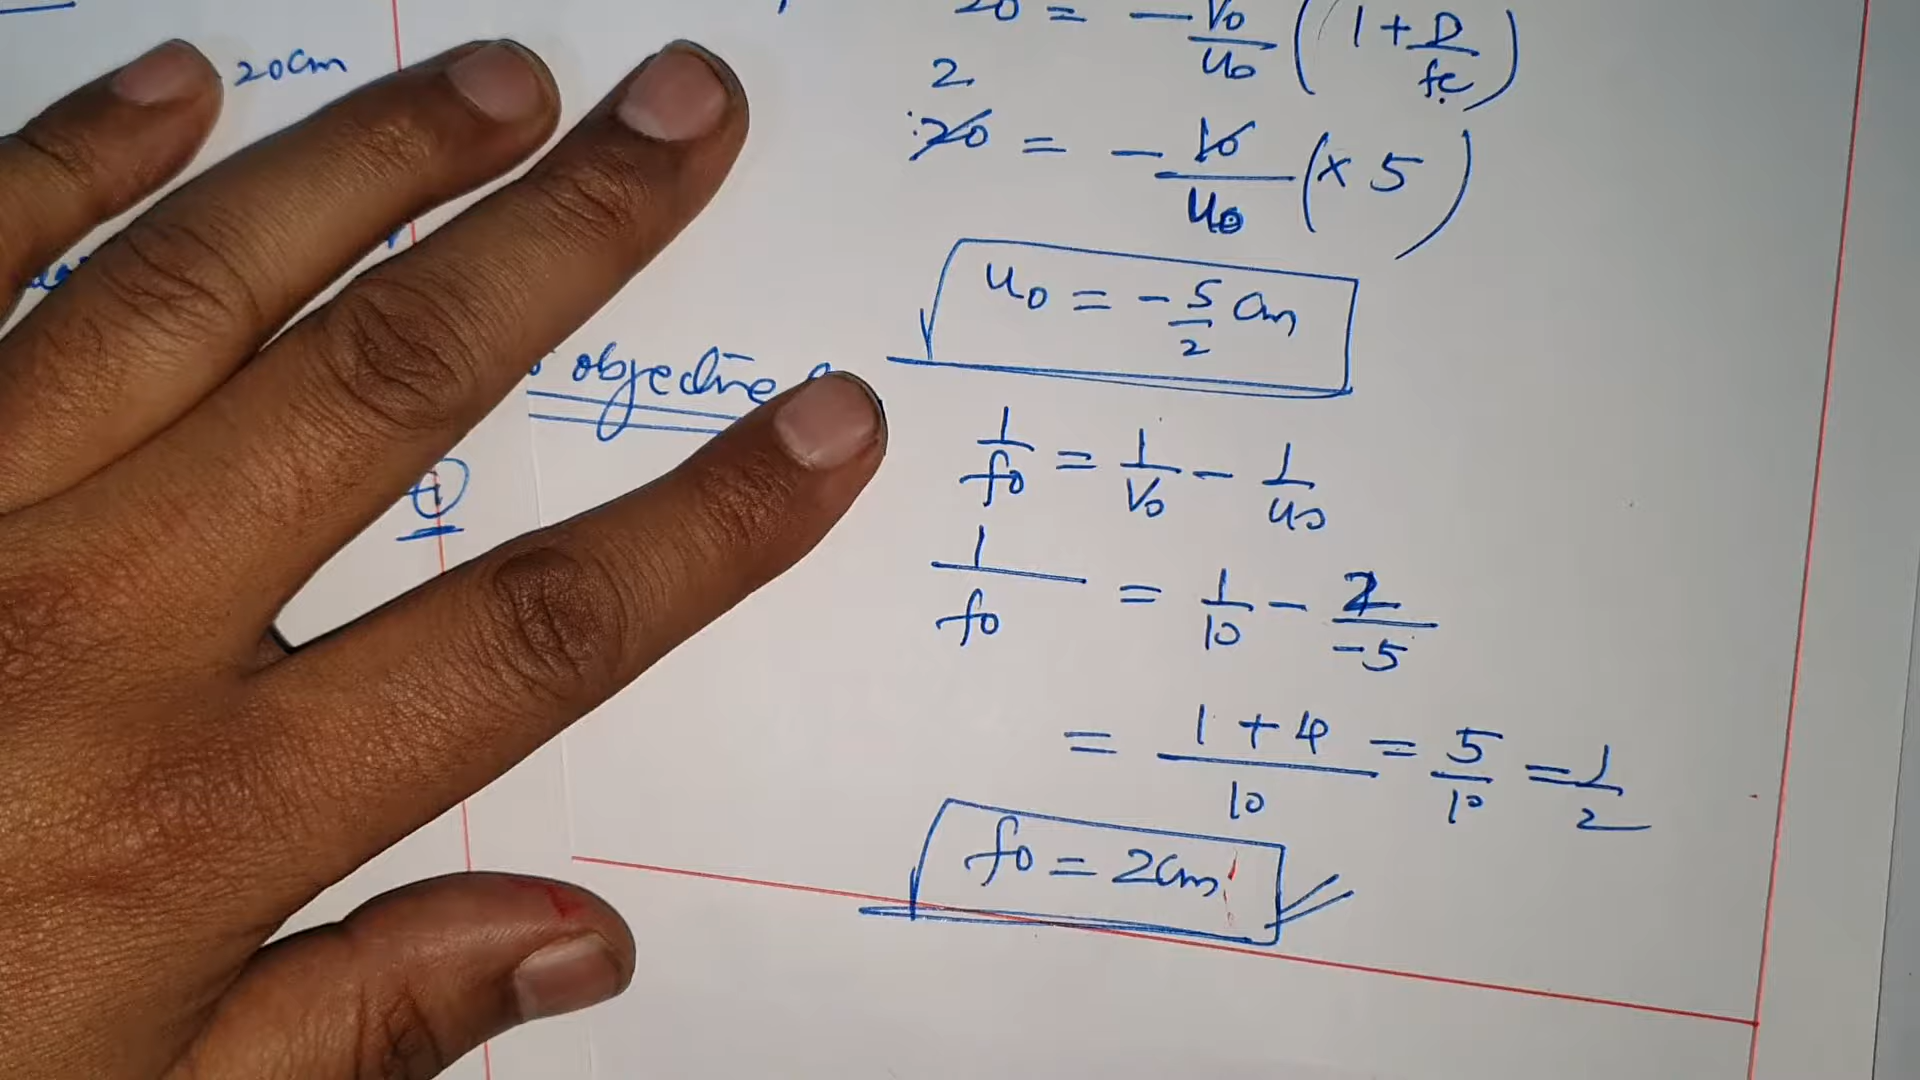 20cm
20 = - V₀/u₀ (1 + D/fe)
2
∴ 20 = - 10/u₀ (× 5)
u₀ = - 5/2 cm
objective
1/f₀ = 1/V₀ - 1/u₀
(+)
1/f₀ = 1/10 - 2/-5
= 1 + 4/10 = 5/10 = 1/2
f₀ = 2cm